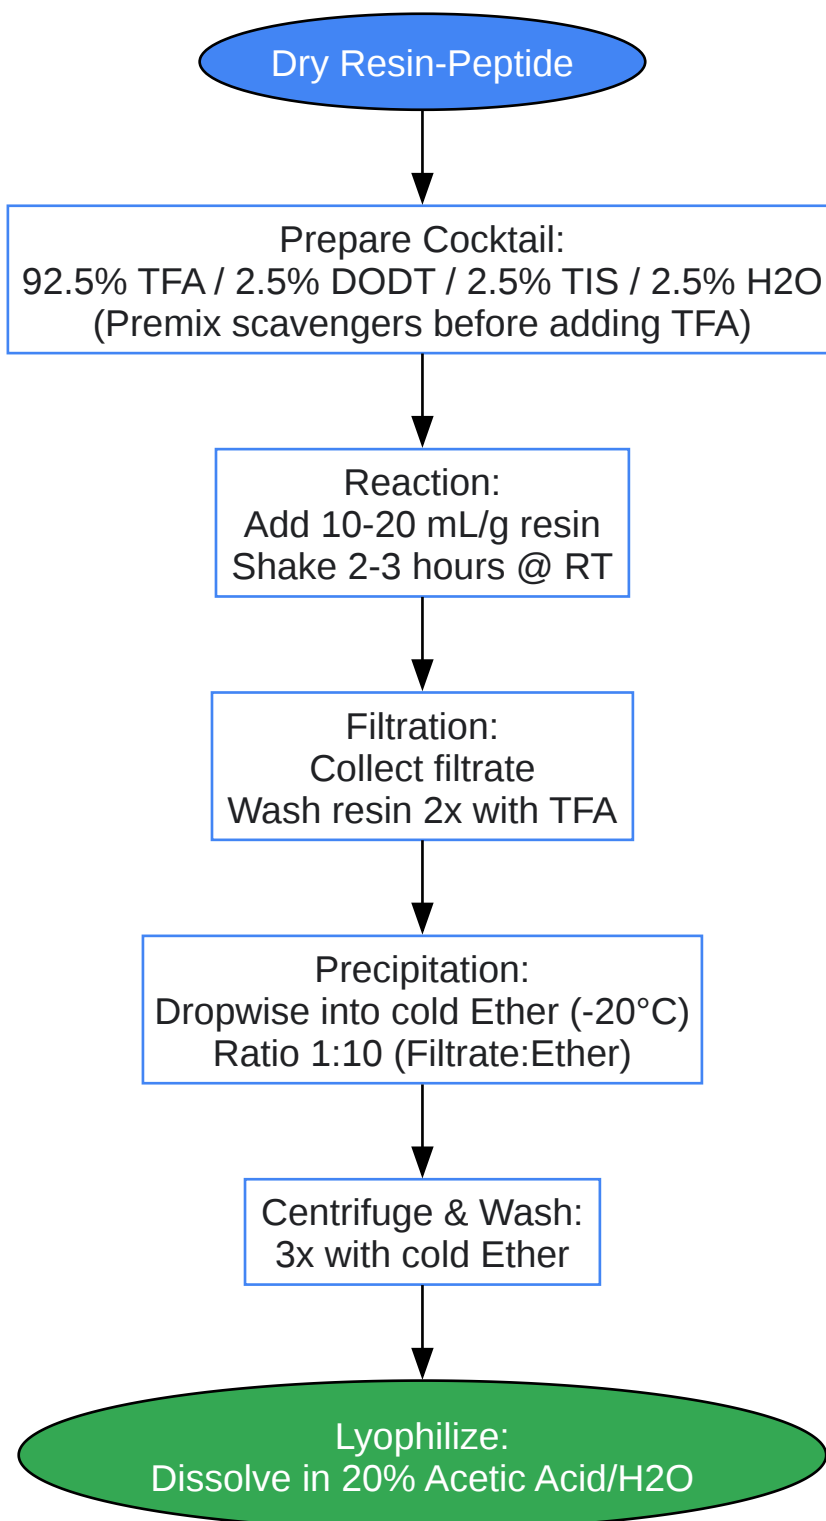 Dry Resin-Peptide
Prepare Cocktail:
92.5% TFA / 2.5% DODT / 2.5% TIS / 2.5% H2O
(Premix scavengers before adding TFA)
Reaction:
Add 10-20 mL/g resin
Shake 2-3 hours @ RT
Filtration:
Collect filtrate
Wash resin 2x with TFA
Precipitation:
Dropwise into cold Ether (-20°C)
Ratio 1:10 (Filtrate:Ether)
Centrifuge & Wash:
3x with cold Ether
Lyophilize:
Dissolve in 20% Acetic Acid/H2O